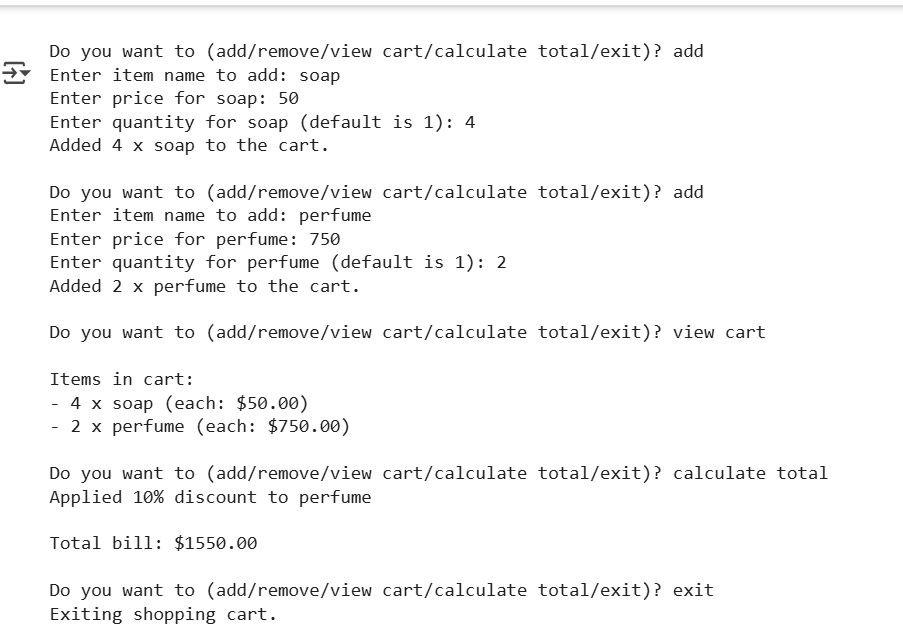 Do you want to (add/remove/view cart/calculate total/exit)? add
Enter item name to add: soap
Enter price for soap: 50
Enter quantity for soap (default is 1): 4
Added 4 x soap to the cart.
Do you want to (add/remove/view cart/calculate total/exit)? add
Enter item name to add: perfume
Enter price for perfume: 750
Enter quantity for perfume (default is 1): 2
Added 2 x perfume to the cart.
Do you want to (add/remove/view cart/calculate total/exit)? view cart
Items in cart:
- 4 x soap (each: $50.00)
- 2 x perfume (each: $750.00)
Do you want to (add/remove/view cart/calculate total/exit)? calculate total
Applied 10% discount to perfume
Total bill: $1550.00
Do you want to (add/remove/view cart/calculate total/exit)? exit
Exiting shopping cart.